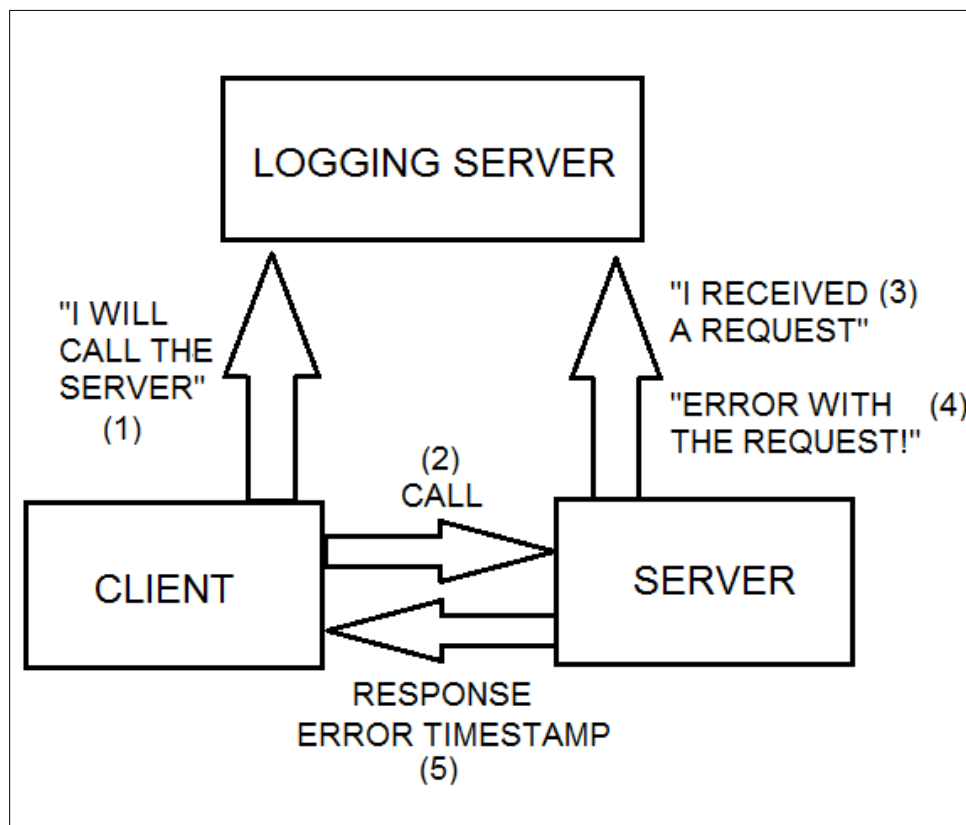 LOGGING SERVER
"I WILL
CALL THE
SERVER"
(1)
"I RECEIVED (3)
A REQUEST"
"ERROR WITH (4)
THE REQUEST!"
(2)
CALL
CLIENT
SERVER
RESPONSE
ERROR TIMESTAMP
(5)